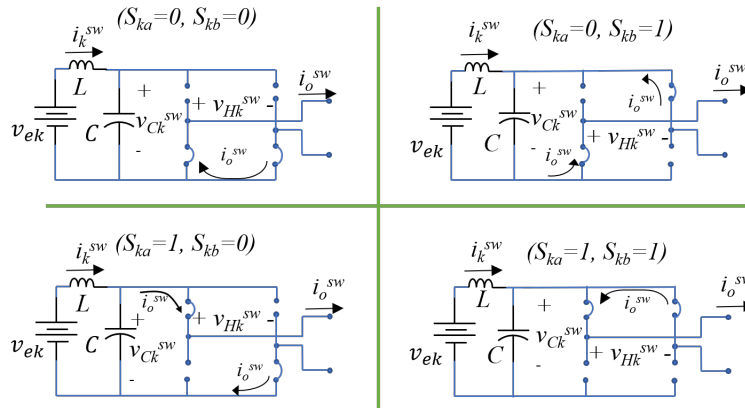 (S_ka=0, S_kb=0)
i_k^sw
L
i_o^sw
+
+ v_Hk^sw -
v_ek
C
v_Ck^sw
-
i_o^sw
(S_ka=0, S_kb=1)
i_k^sw
L
i_o^sw
+
i_o^sw
v_ek
C
v_Ck^sw
+ v_Hk^sw -
-
i_o^sw
(S_ka=1, S_kb=0)
i_k^sw
L
i_o^sw
i_o^sw
+
+ v_Hk^sw -
v_ek
C
v_Ck^sw
-
i_o^sw
(S_ka=1, S_kb=1)
i_k^sw
L
i_o^sw
+
i_o^sw
v_ek
C
v_Ck^sw
+ v_Hk^sw -
-